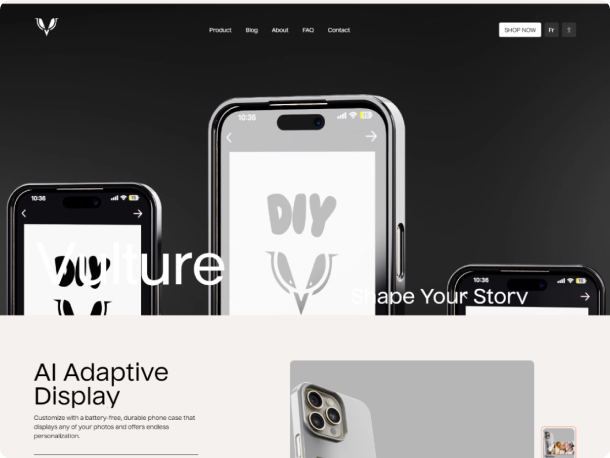 Product Blog About FAQ Contact
SHOP NOW Fr
10:36
DIY
10:36
DIY
10:36
Vulture
Shape Your Story
AI Adaptive
Display
Customize with a battery-free, durable phone case that
displays any of your photos and offers endless
personalization.